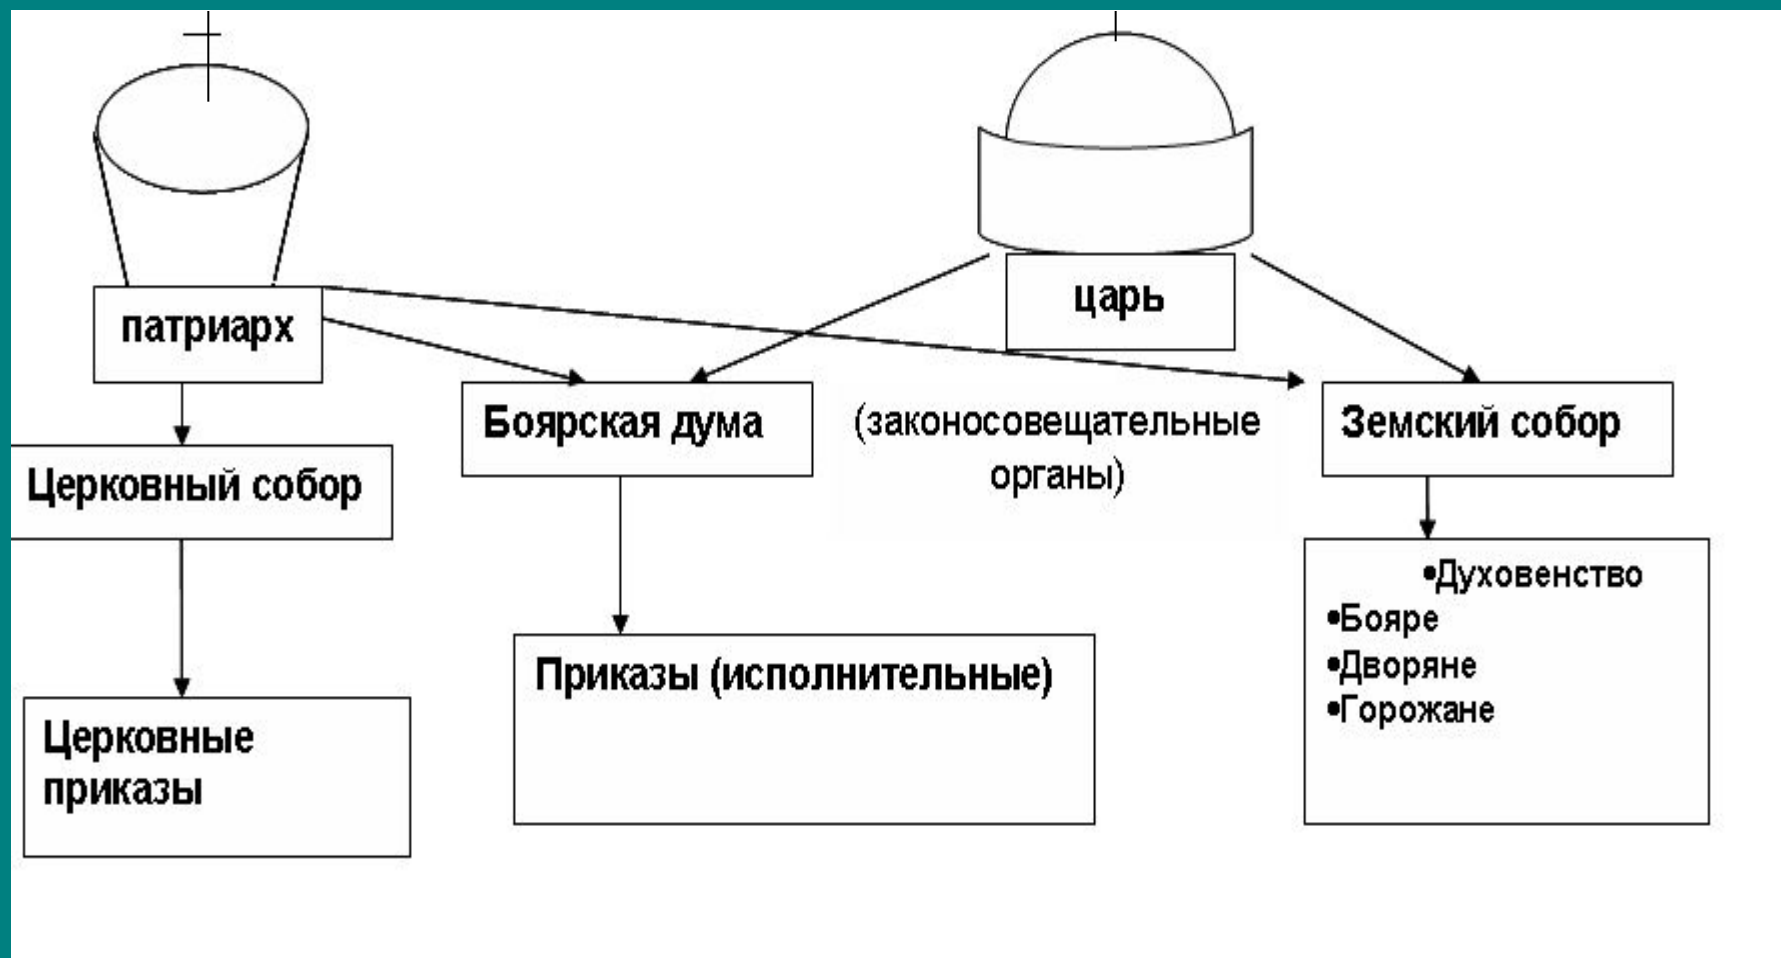 царь
патриарх
Боярская дума
(законосовещательные
органы)
Земский собор
Церковный собор
•Духовенство
•Бояре
•Дворяне
•Горожане
Приказы (исполнительные)
Церковные
приказы